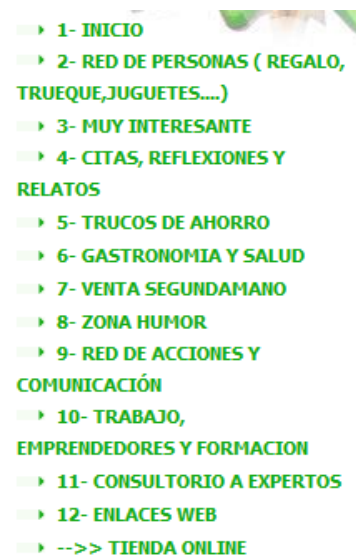 1- INICIO
2- RED DE PERSONAS ( REGALO,
TRUEQUE,JUGUETES....)
3- MUY INTERESANTE
4- CITAS, REFLEXIONES Y
RELATOS
5- TRUCOS DE AHORRO
6- GASTRONOMIA Y SALUD
7- VENTA SEGUNDAMANO
8- ZONA HUMOR
9- RED DE ACCIONES Y
COMUNICACIÓN
10- TRABAJO,
EMPRENDEDORES Y FORMACION
11- CONSULTORIO A EXPERTOS
12- ENLACES WEB
-->> TIENDA ONLINE